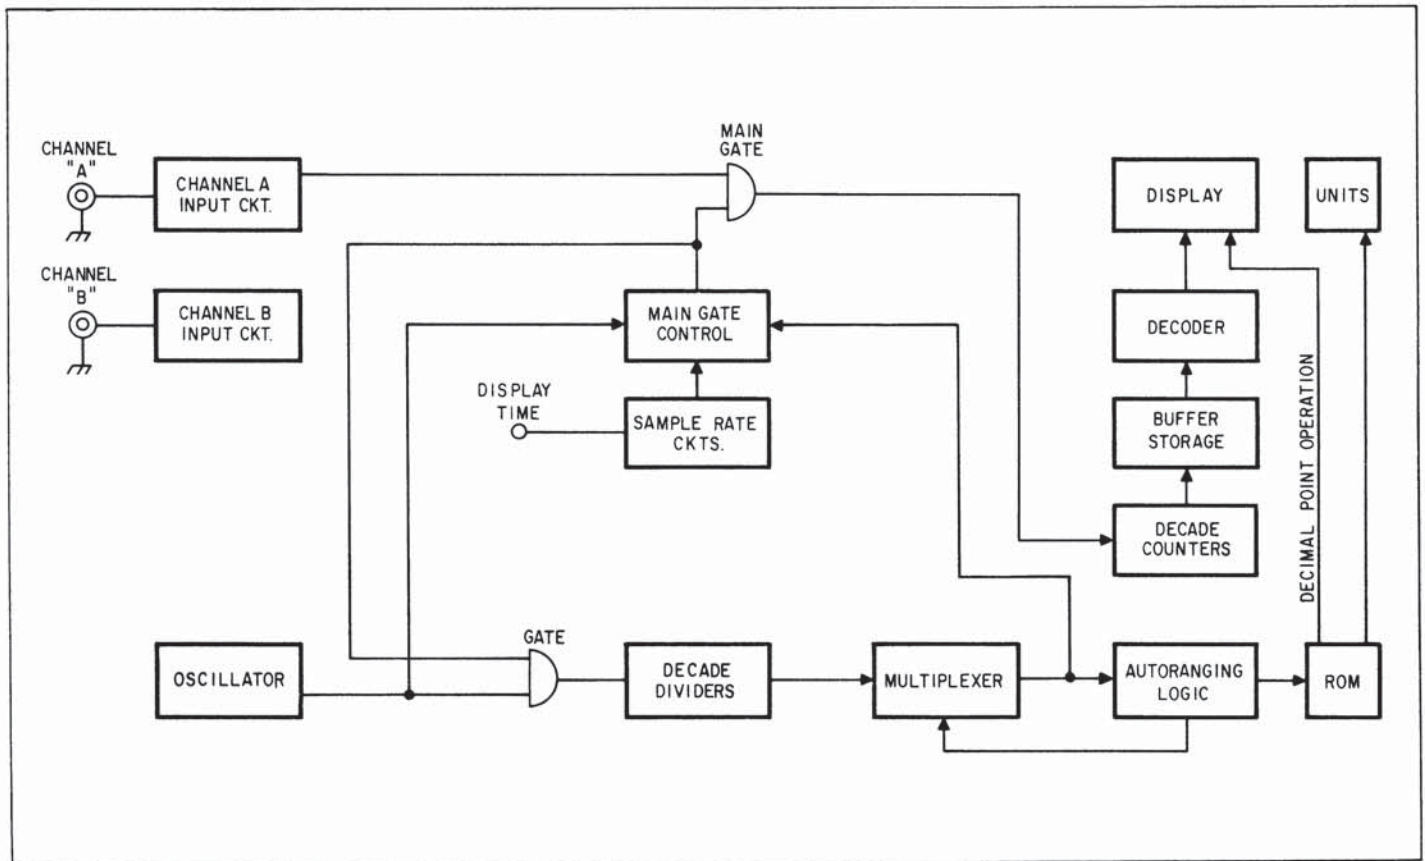 CHANNEL
"A"
CHANNEL A
INPUT CKT.
MAIN
GATE
DISPLAY
UNITS
CHANNEL
"B"
CHANNEL B
INPUT CKT.
MAIN GATE
CONTROL
DECODER
DISPLAY
TIME
SAMPLE RATE
CKTS.
BUFFER
STORAGE
DECADE
COUNTERS
DECIMAL POINT OPERATION
OSCILLATOR
GATE
DECADE
DIVIDERS
MULTIPLEXER
AUTORANGING
LOGIC
ROM